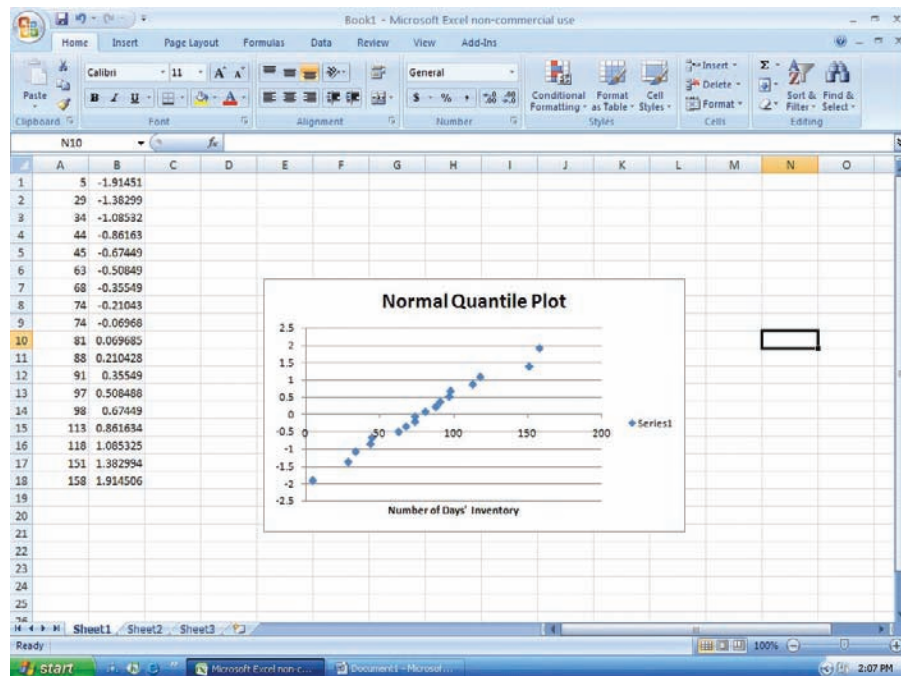 Book1 - Microsoft Excel non-commercial use
Home Insert Page Layout Formulas Data Review View Add-Ins
Paste
Calibri 11 A A
B I U A
General
$ % ,
Conditional Formatting
Format as Table
Cell Styles
Insert
Delete
Format
Σ
Sort & Filter
Find & Select
Clipboard Font Alignment Number Styles Cells Editing
N10 fx
A B C D E F G H I J K L M N O
1 5 -1.91451
2 29 -1.38299
3 34 -1.08532
4 44 -0.86163
5 45 -0.67449
6 63 -0.50849
7 68 -0.35549
8 74 -0.21043
9 74 -0.06968
10 81 0.069685
11 88 0.210428
12 91 0.35549
13 97 0.508488
14 98 0.67449
15 113 0.861634
16 118 1.085325
17 151 1.382994
18 158 1.914506
19
20
21
22
23
24
25
26
Normal Quantile Plot
2.5
2
1.5
1
0.5
0
-0.5
-1
-1.5
-2
-2.5
0 50 100 150 200
Series1
Number of Days' Inventory
Sheet1 Sheet2 Sheet3
Ready
100%
start
Microsoft Excel non-c...
Document1 - Microsof...
2:07 PM